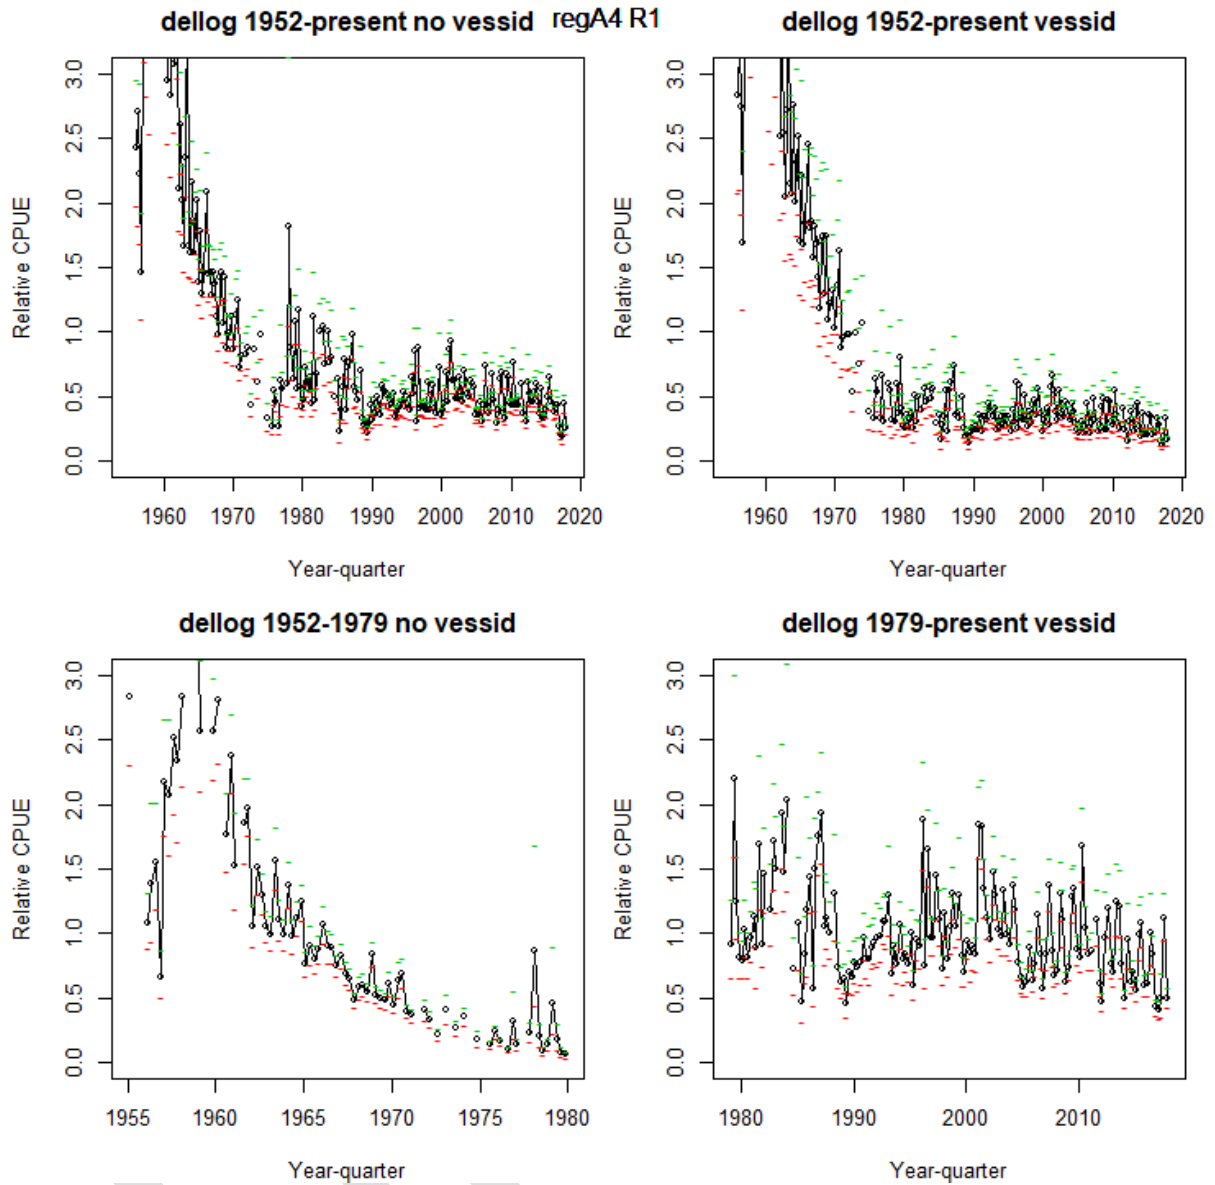 dellog 1952-present no vessid
regA4 R1
dellog 1952-present vessid
Relative CPUE
0.0 0.5 1.0 1.5 2.0 2.5 3.0
1960 1970 1980 1990 2000 2010 2020
Year-quarter
Relative CPUE
0.0 0.5 1.0 1.5 2.0 2.5 3.0
1960 1970 1980 1990 2000 2010 2020
Year-quarter
dellog 1952-1979 no vessid
Relative CPUE
0.0 0.5 1.0 1.5 2.0 2.5 3.0
1955 1960 1965 1970 1975 1980
Year-quarter
dellog 1979-present vessid
Relative CPUE
0.0 0.5 1.0 1.5 2.0 2.5 3.0
1980 1990 2000 2010
Year-quarter